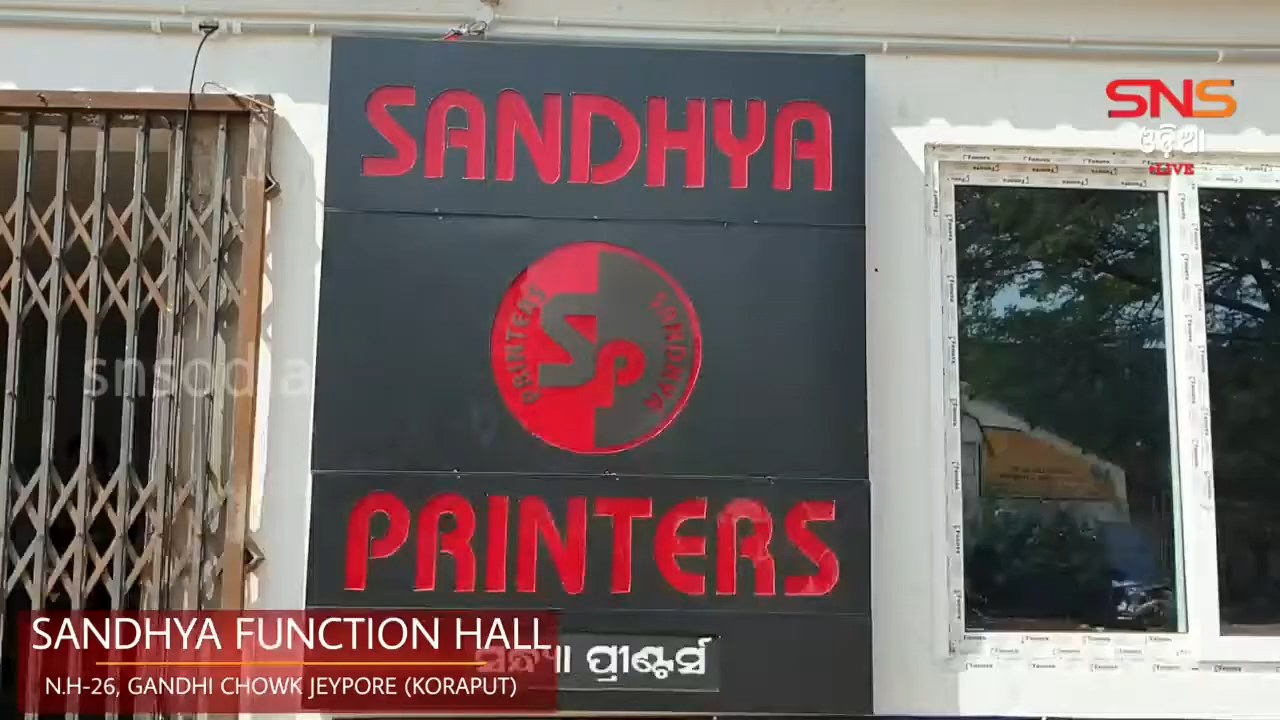 SANDHYA
SNS
ଓଡ଼ିଆ
LIVE
PRINTERS
SP
SANDHYA
snsodia
PRINTERS
SANDHYA FUNCTION HALL
ପ୍ରୀଣ୍ଟର୍ସ
N.H-26, GANDHI CHOWK JEYPORE (KORAPUT)